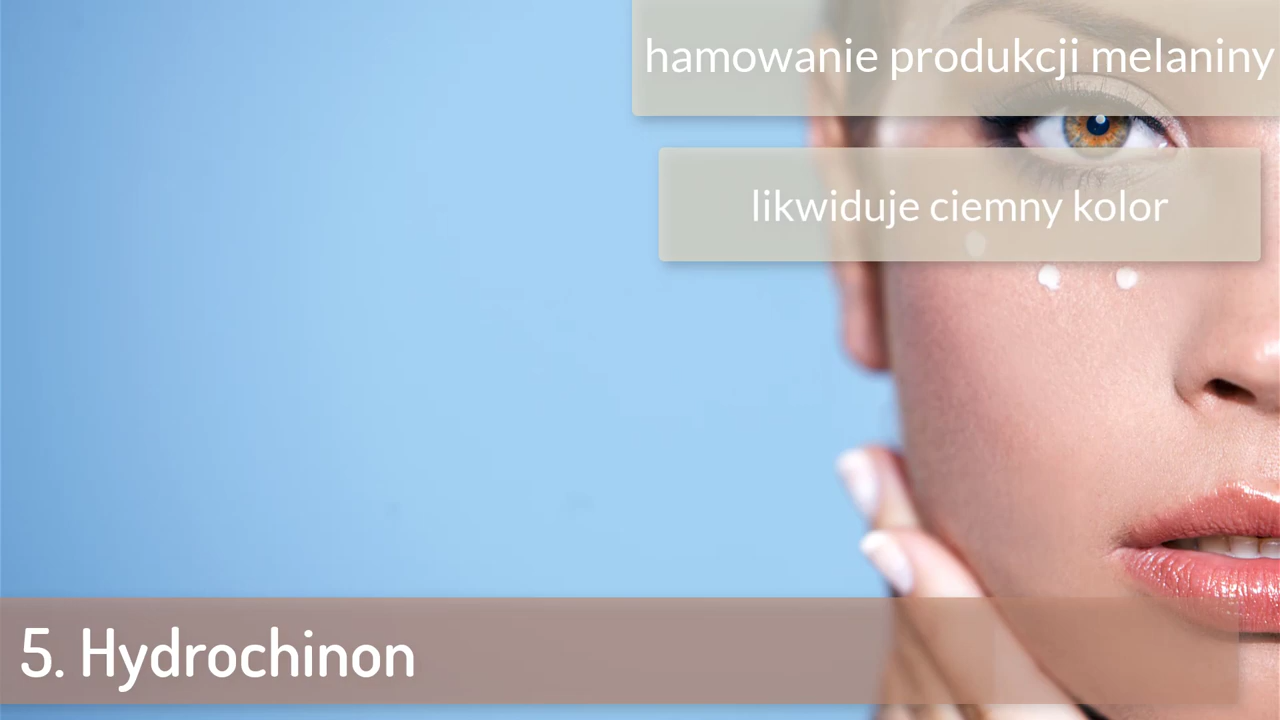 hamowanie produkcji melaniny
likwiduje ciemny kolor
5. Hydrochinon